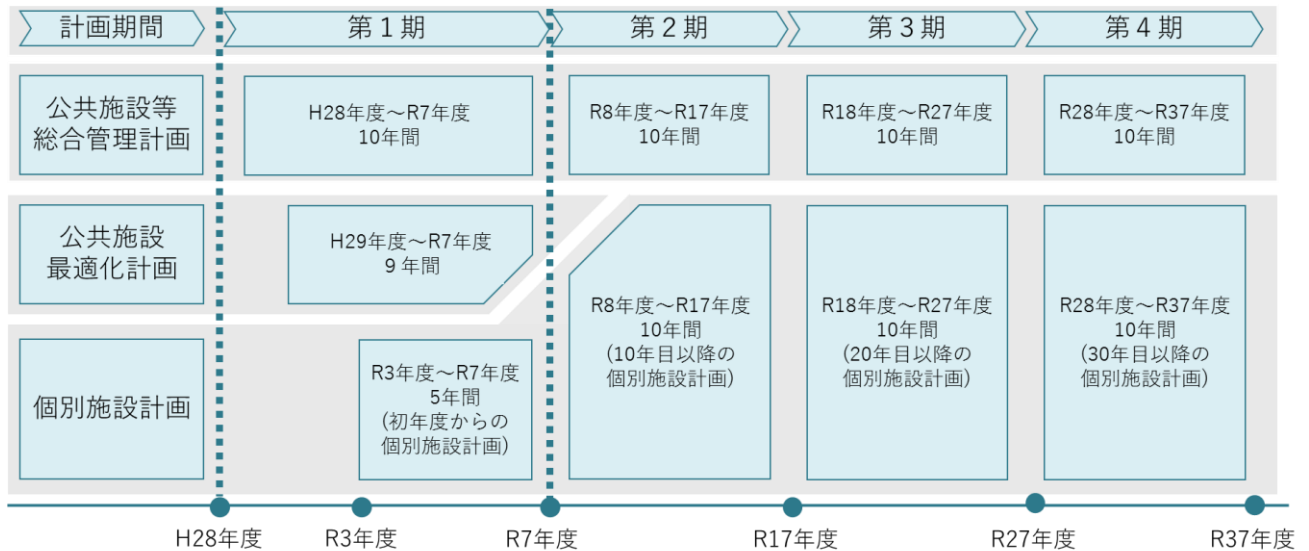 計画期間
第１期
第２期
第３期
第４期
公共施設等
総合管理計画
H28年度～R7年度
10年間
R8年度～R17年度
10年間
R18年度～R27年度
10年間
R28年度～R37年度
10年間
公共施設
最適化計画
H29年度～R7年度
９年間
個別施設計画
R3年度～R7年度
5年間
(初年度からの
個別施設計画)
R8年度～R17年度
10年間
(10年目以降の
個別施設計画)
R18年度～R27年度
10年間
(20年目以降の
個別施設計画)
R28年度～R37年度
10年間
(30年目以降の
個別施設計画)
H28年度
R3年度
R7年度
R17年度
R27年度
R37年度